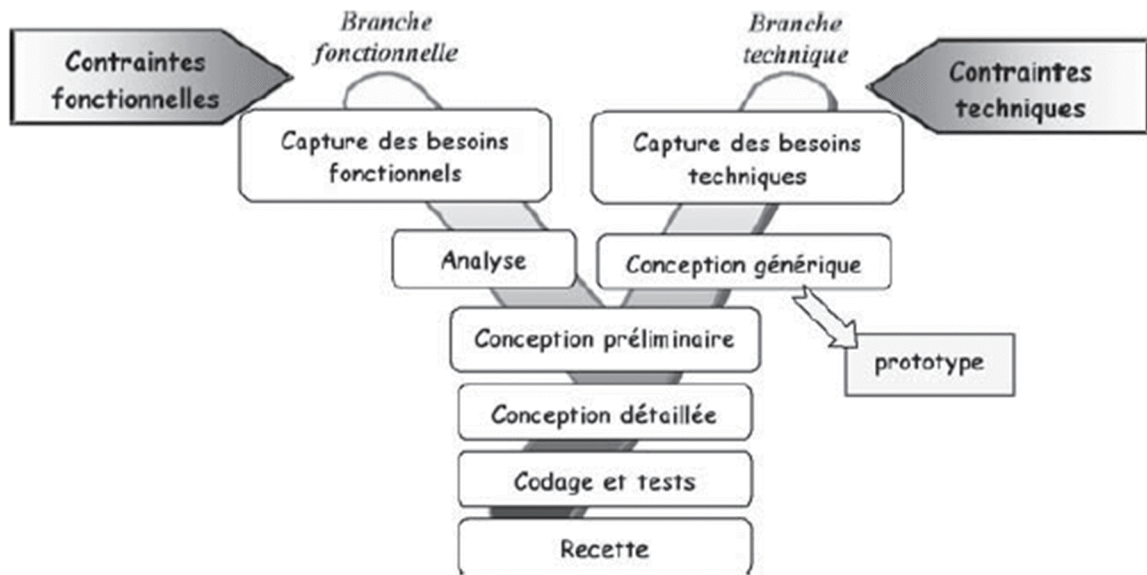 Branche
fonctionnelle
Branche
technique
Contraintes
fonctionnelles
Contraintes
techniques
Capture des besoins
fonctionnels
Capture des besoins
techniques
Analyse
Conception générique
Conception préliminaire
prototype
Conception détaillée
Codage et tests
Recette